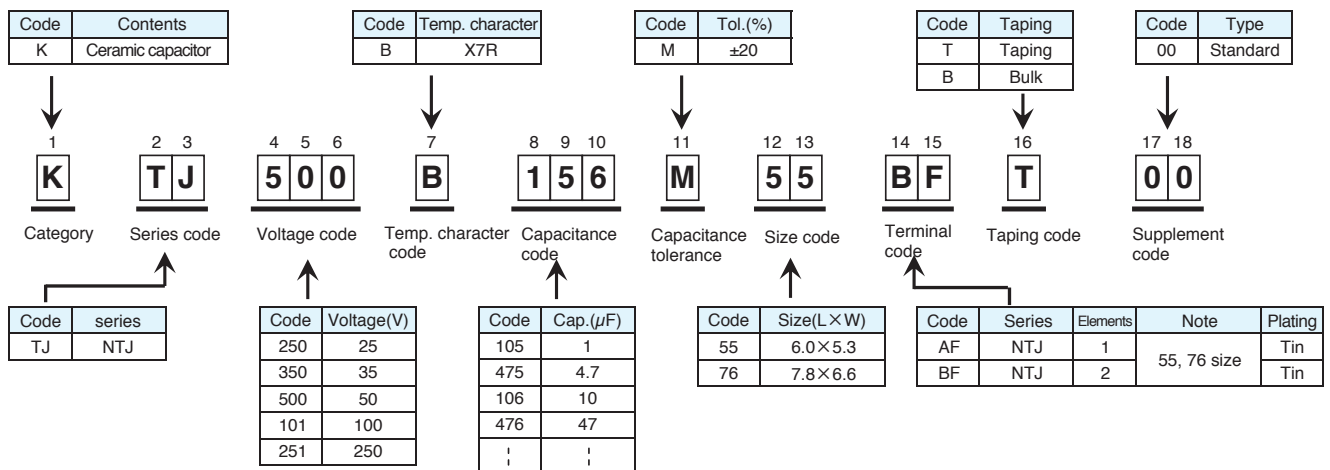 Code Contents
K Ceramic capacitor
Code Temp. character
B X7R
Code Tol.(%)
M ±20
Code Taping
T Taping
B Bulk
Code Type
00 Standard
1 2 3 4 5 6 7 8 9 10 11 12 13 14 15 16 17 18
K T J 5 0 0 B 1 5 6 M 5 5 B F T 0 0
Category
Series code
Voltage code
Temp. character
code
Capacitance
code
Capacitance
tolerance
Size code
Terminal
code
Taping code
Supplement
code
Code series
TJ NTJ
Code Voltage(V)
250 25
350 35
500 50
101 100
251 250
Code Cap.(μF)
105 1
475 4.7
106 10
476 47
Code Size(L×W)
55 6.0×5.3
76 7.8×6.6
Code Series Elements Note Plating
AF NTJ 1 55, 76 size Tin
BF NTJ 2 Tin